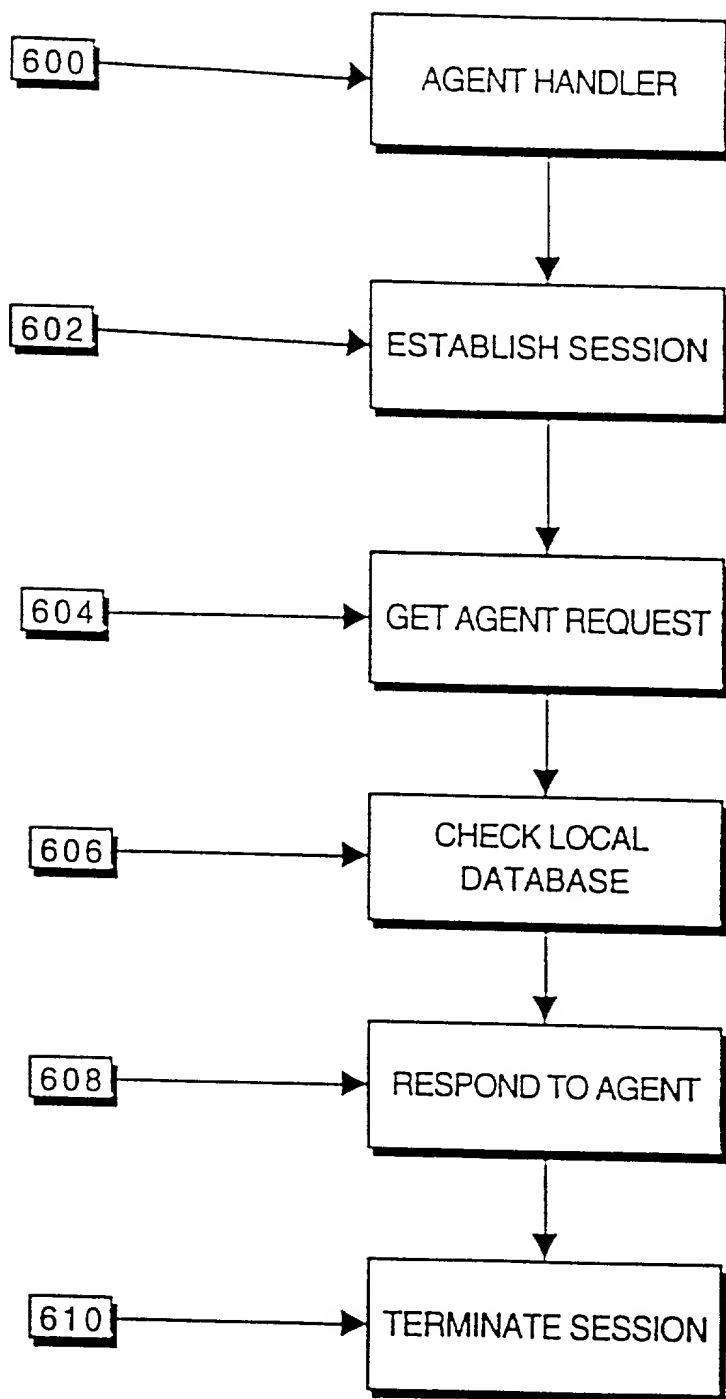 600
AGENT HANDLER
602
ESTABLISH SESSION
604
GET AGENT REQUEST
606
CHECK LOCAL
DATABASE
608
RESPOND TO AGENT
610
TERMINATE SESSION